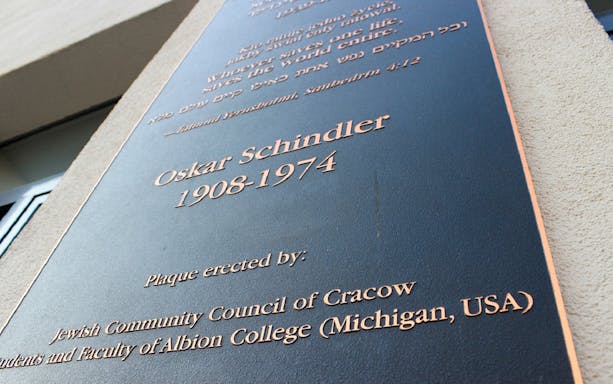 Kto ratuje jedno życie,
jakby świat cały ratował.
Whoever saves one life,
saves the world entire.
וכל המקיים נפש אחת כאילו קיים עולם מלא
—Talmud Yerushalmi, Sanhedrin 4:12
Oskar Schindler
1908-1974
Plaque erected by:
Jewish Community Council of Cracow
and Faculty of Albion College (Michigan, USA)